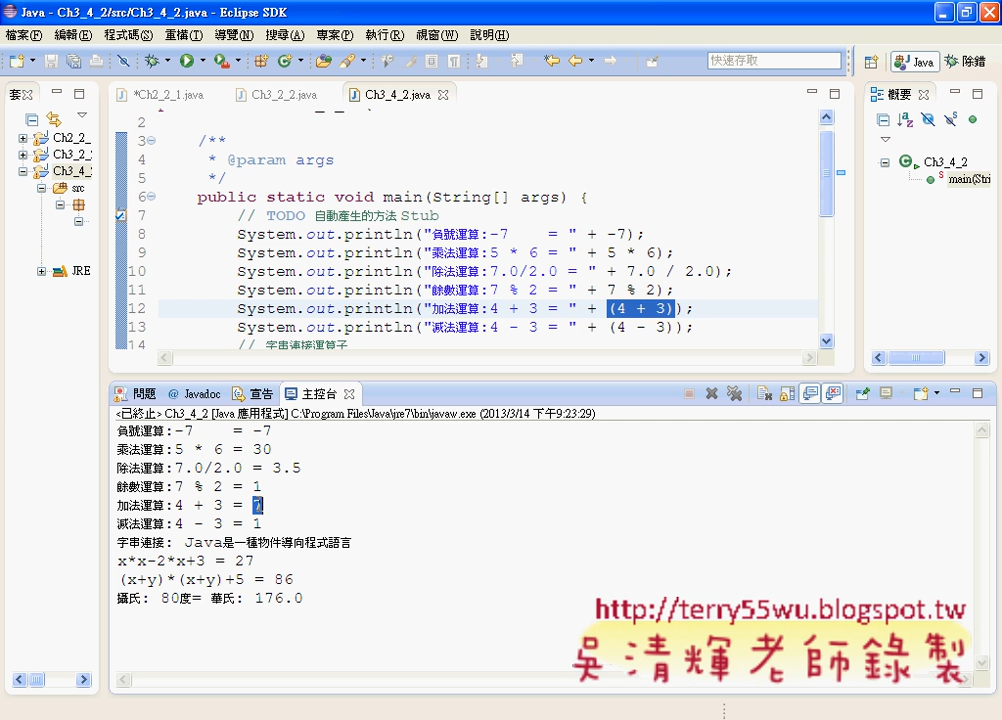 Java - Ch3_4_2/src/Ch3_4_2.java - Eclipse SDK
檔案(F) 編輯(E) 程式碼(S) 重構(T) 導覽(N) 搜尋(A) 專案(P) 執行(R) 視窗(W) 說明(H)
快速存取 Java 除錯
套 *Ch2_2_1.java Ch3_2_2.java Ch3_4_2.java 概要
Ch2_2_
Ch3_2_
Ch3_4_
src
JRE
2
3 /**
4 * @param args
5 */
6 public static void main(String[] args) {
7 // TODO 自動產生的方法 Stub
8 System.out.println("負號運算:-7    = " + -7);
9 System.out.println("乘法運算:5 * 6 = " + 5 * 6);
10 System.out.println("除法運算:7.0/2.0 = " + 7.0 / 2.0);
11 System.out.println("餘數運算:7 % 2 = " + 7 % 2);
12 System.out.println("加法運算:4 + 3 = " + (4 + 3));
13 System.out.println("減法運算:4 - 3 = " + (4 - 3));
14 // 字串連接運算子
Ch3_4_2
main(Stri
問題 @ Javadoc 宣告 主控台
<已終止> Ch3_4_2 [Java 應用程式] C:\Program Files\Java\jre7\bin\javaw.exe (2013/3/14 下午9:23:29)
負號運算:-7    = -7
乘法運算:5 * 6 = 30
除法運算:7.0/2.0 = 3.5
餘數運算:7 % 2 = 1
加法運算:4 + 3 = 7
減法運算:4 - 3 = 1
字串連接: Java是一種物件導向程式語言
x*x-2*x+3 = 27
(x+y)*(x+y)+5 = 86
攝氏: 80度= 華氏: 176.0
http://terry55wu.blogspot.tw
吳清輝老師錄製